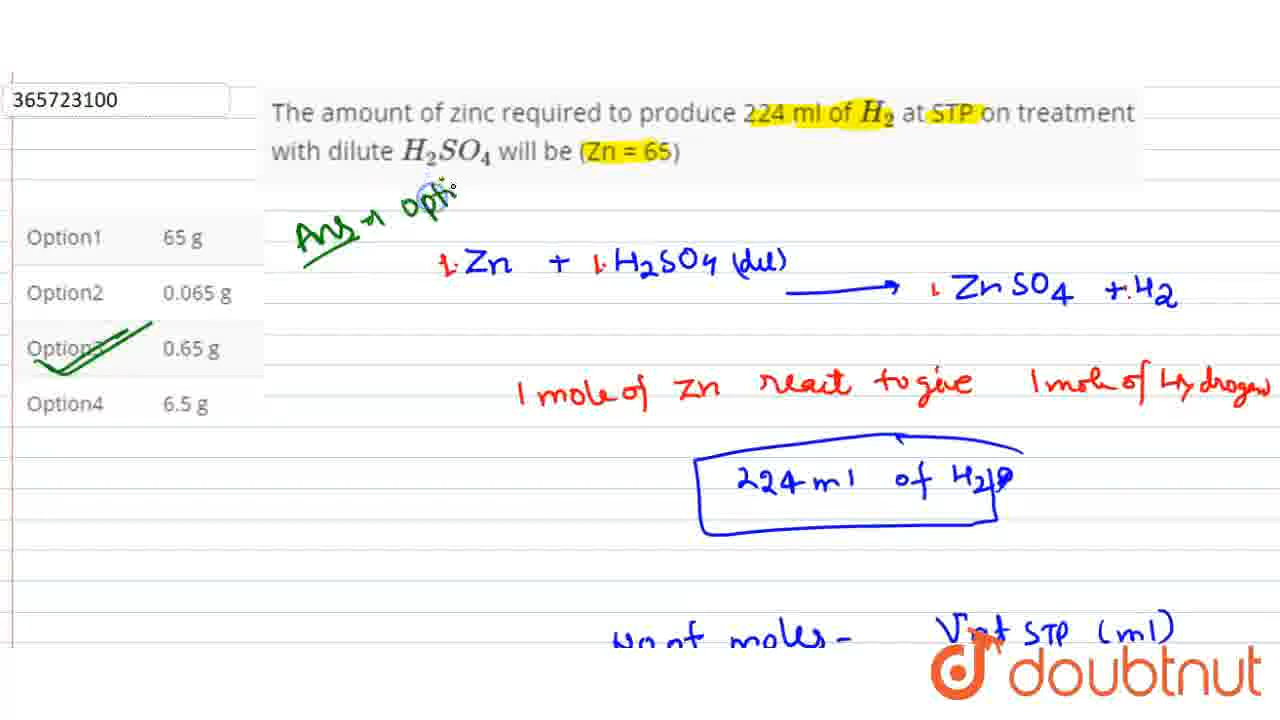 365723100
The amount of zinc required to produce 224 ml of H₂ at STP on treatment
with dilute H₂SO₄ will be (Zn = 65)
Ans → opti
Option1 65 g
1. Zn + 1. H₂SO₄ (dil)
⟶ 1 ZnSO₄ + H₂
Option2 0.065 g
Option3 0.65 g
1 mole of Zn react to give 1 mole of Hydrogen
Option4 6.5 g
224 ml of H₂
No of moles = V at STP (ml)
doubtnut